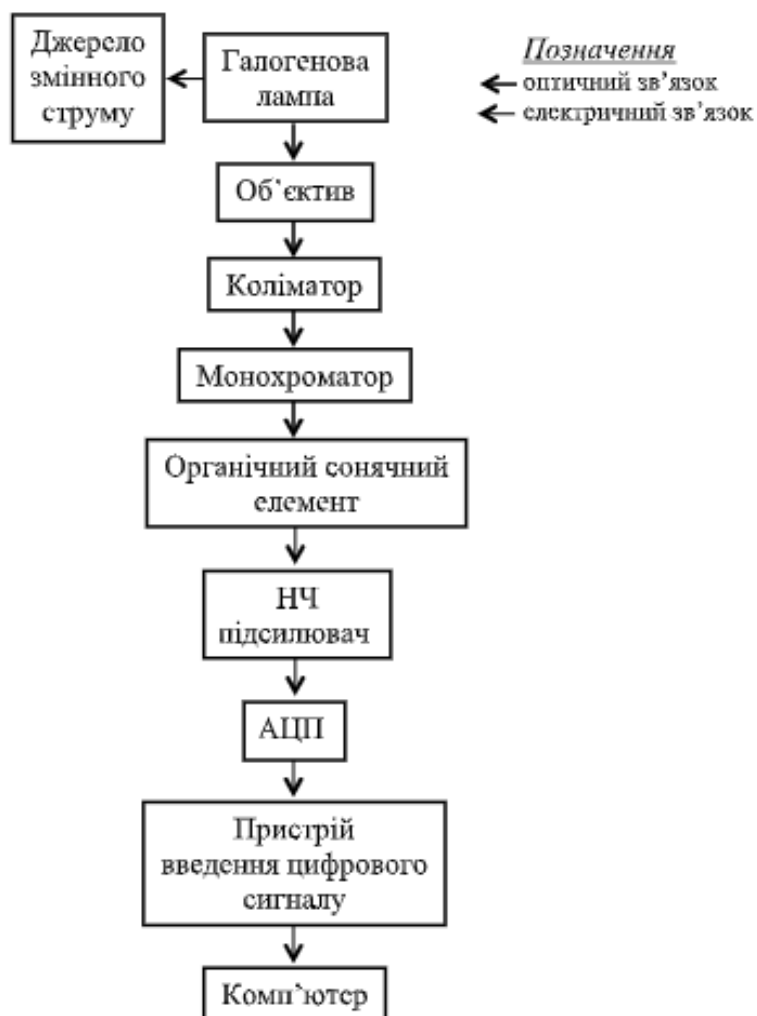 Джерело
змінного
струму
Галогенова
лампа
Позначення
оптичний зв’язок
електричний зв’язок
Об‘єктив
Коліматор
Монохроматор
Органічний сонячний
елемент
НЧ
підсилювач
АЦП
Пристрій
введення цифрового
сигналу
Комп’ютер